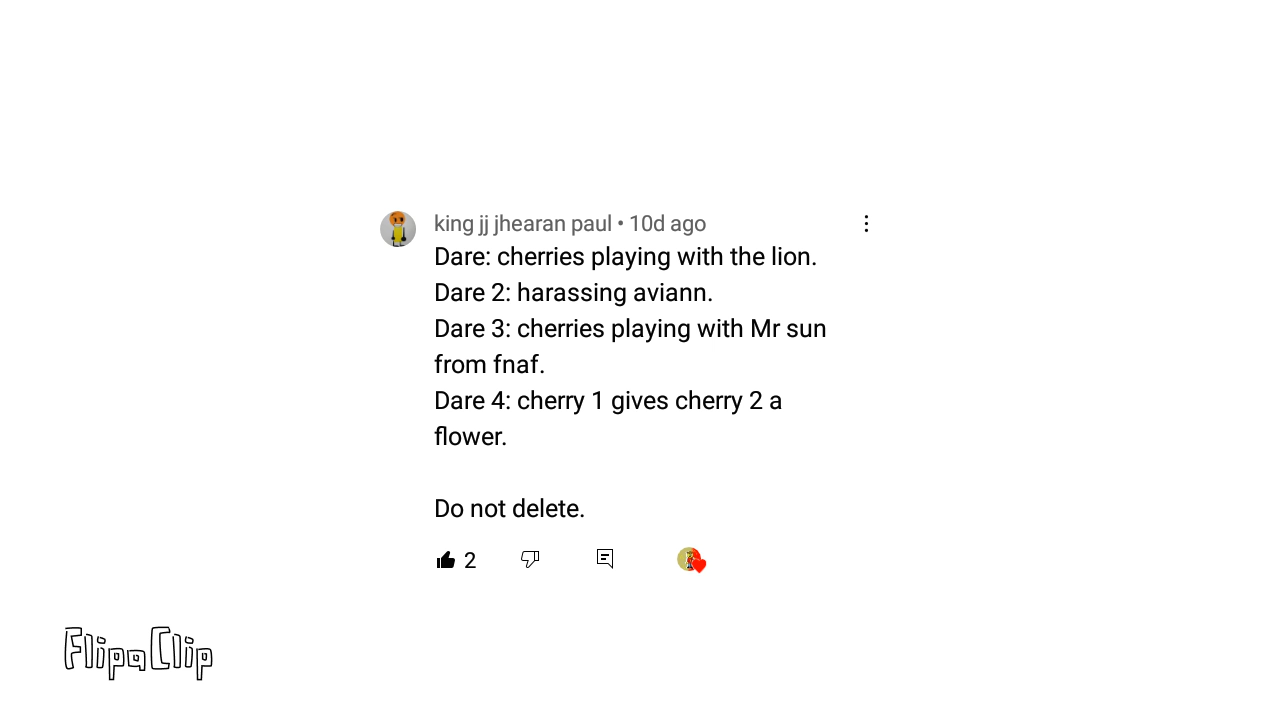 king jj jhearan paul • 10d ago
Dare: cherries playing with the lion.
Dare 2: harassing aviann.
Dare 3: cherries playing with Mr sun
from fnaf.
Dare 4: cherry 1 gives cherry 2 a
flower.
Do not delete.
2
FlipaClip